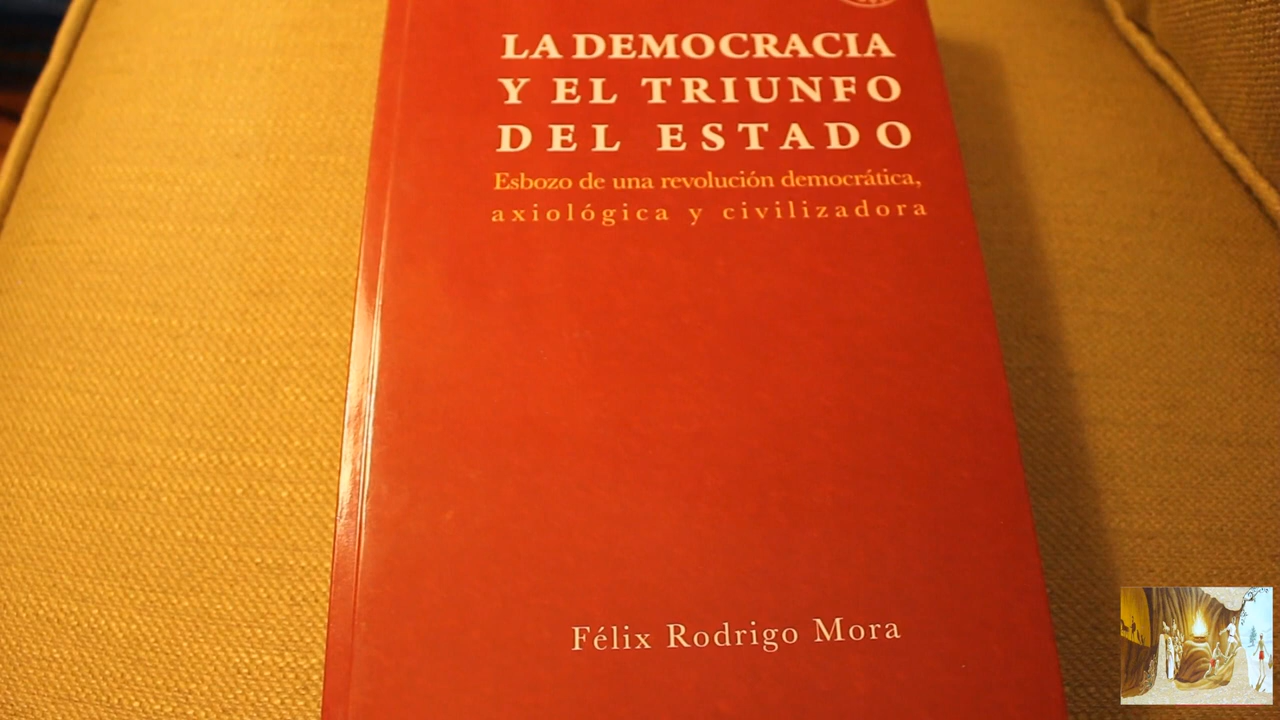 LA DEMOCRACIA
Y EL TRIUNFO
DEL ESTADO
Esbozo de una revolución democrática,
axiológica y civilizadora
Félix Rodrigo Mora